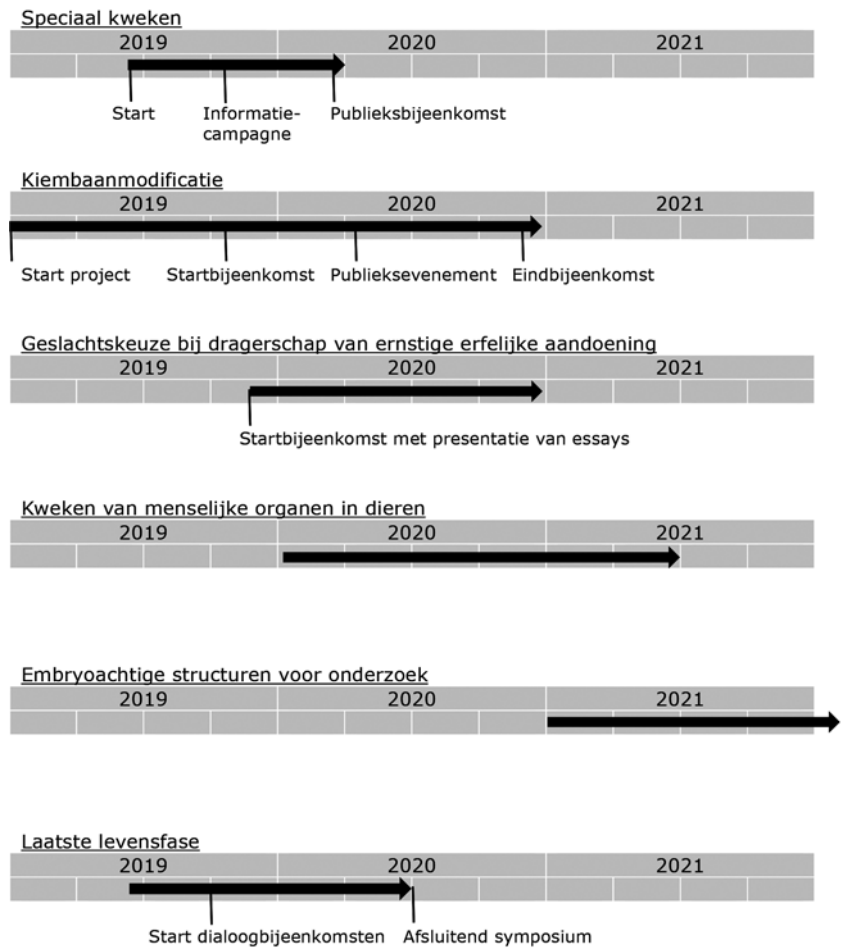 Speciaal kweken
2019 2020 2021
Start Informatie- Publieksbijeenkomst
campagne
Kiembaanmodificatie
2019 2020 2021
Start project Startbijeenkomst Publieksevenement Eindbijeenkomst
Geslachtskeuze bij dragerschap van ernstige erfelijke aandoening
2019 2020 2021
Startbijeenkomst met presentatie van essays
Kweken van menselijke organen in dieren
2019 2020 2021
Embryoachtige structuren voor onderzoek
2019 2020 2021
Laatste levensfase
2019 2020 2021
Start dialoogbijeenkomsten Afsluitend symposium